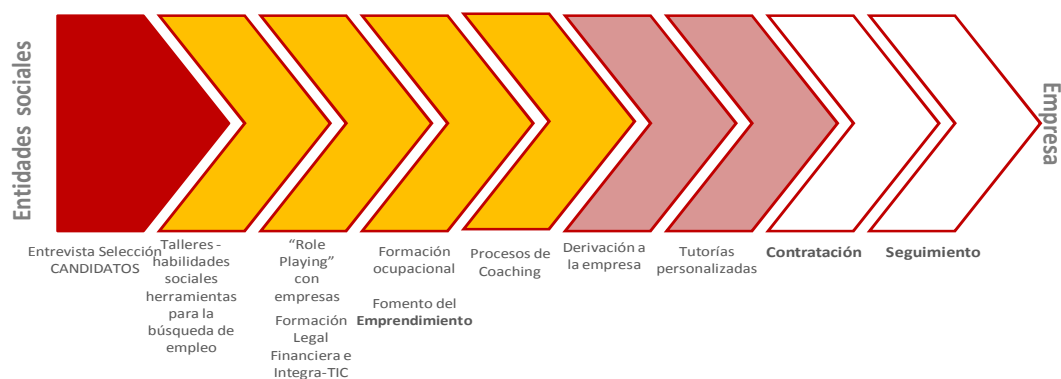 Entidades sociales
Entrevista Selección
CANDIDATOS
Talleres -
habilidades
sociales
herramientas
para la
búsqueda de
empleo
“Role
Playing”
con
empresas
Formación
Legal
Financiera e
Integra-TIC
Formación
ocupacional
Fomento del
Emprendimiento
Procesos de
Coaching
Derivación a
la empresa
Tutorías
personalizadas
Contratación
Seguimiento
Empresa